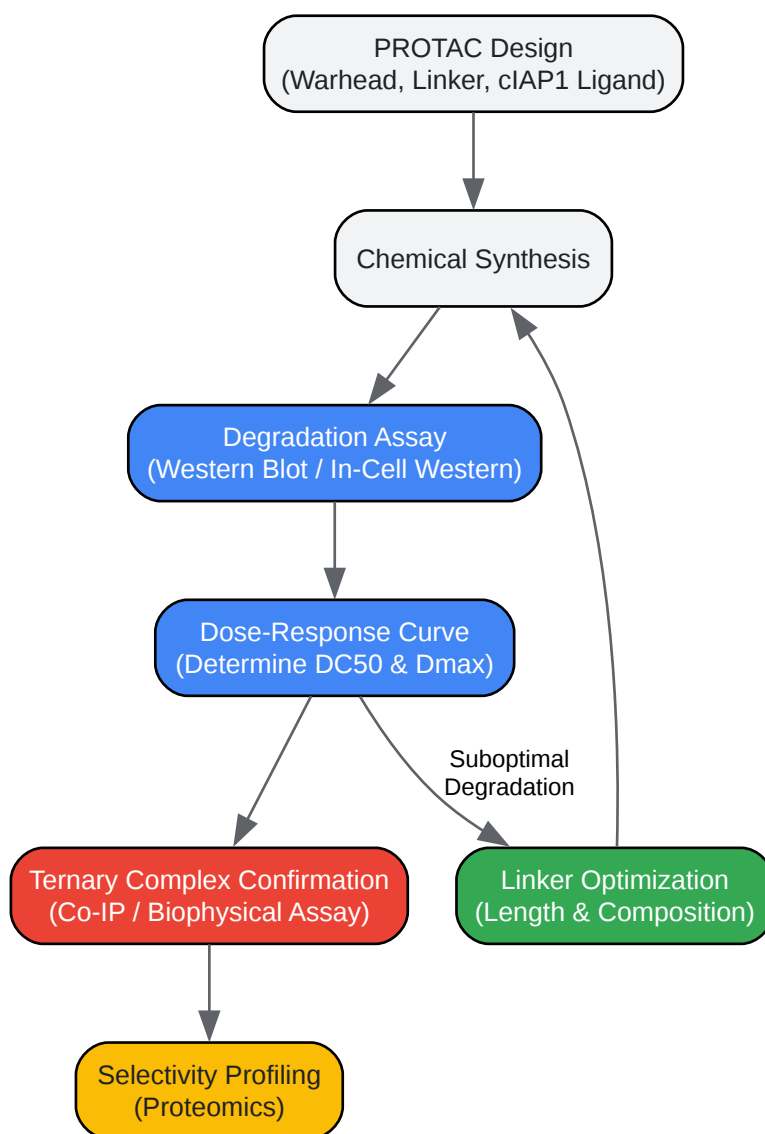 PROTAC Design
(Warhead, Linker, cIAP1 Ligand)
Chemical Synthesis
Degradation Assay
(Western Blot / In-Cell Western)
Dose-Response Curve
(Determine DC50 & Dmax)
Suboptimal
Degradation
Ternary Complex Confirmation
(Co-IP / Biophysical Assay)
Linker Optimization
(Length & Composition)
Selectivity Profiling
(Proteomics)